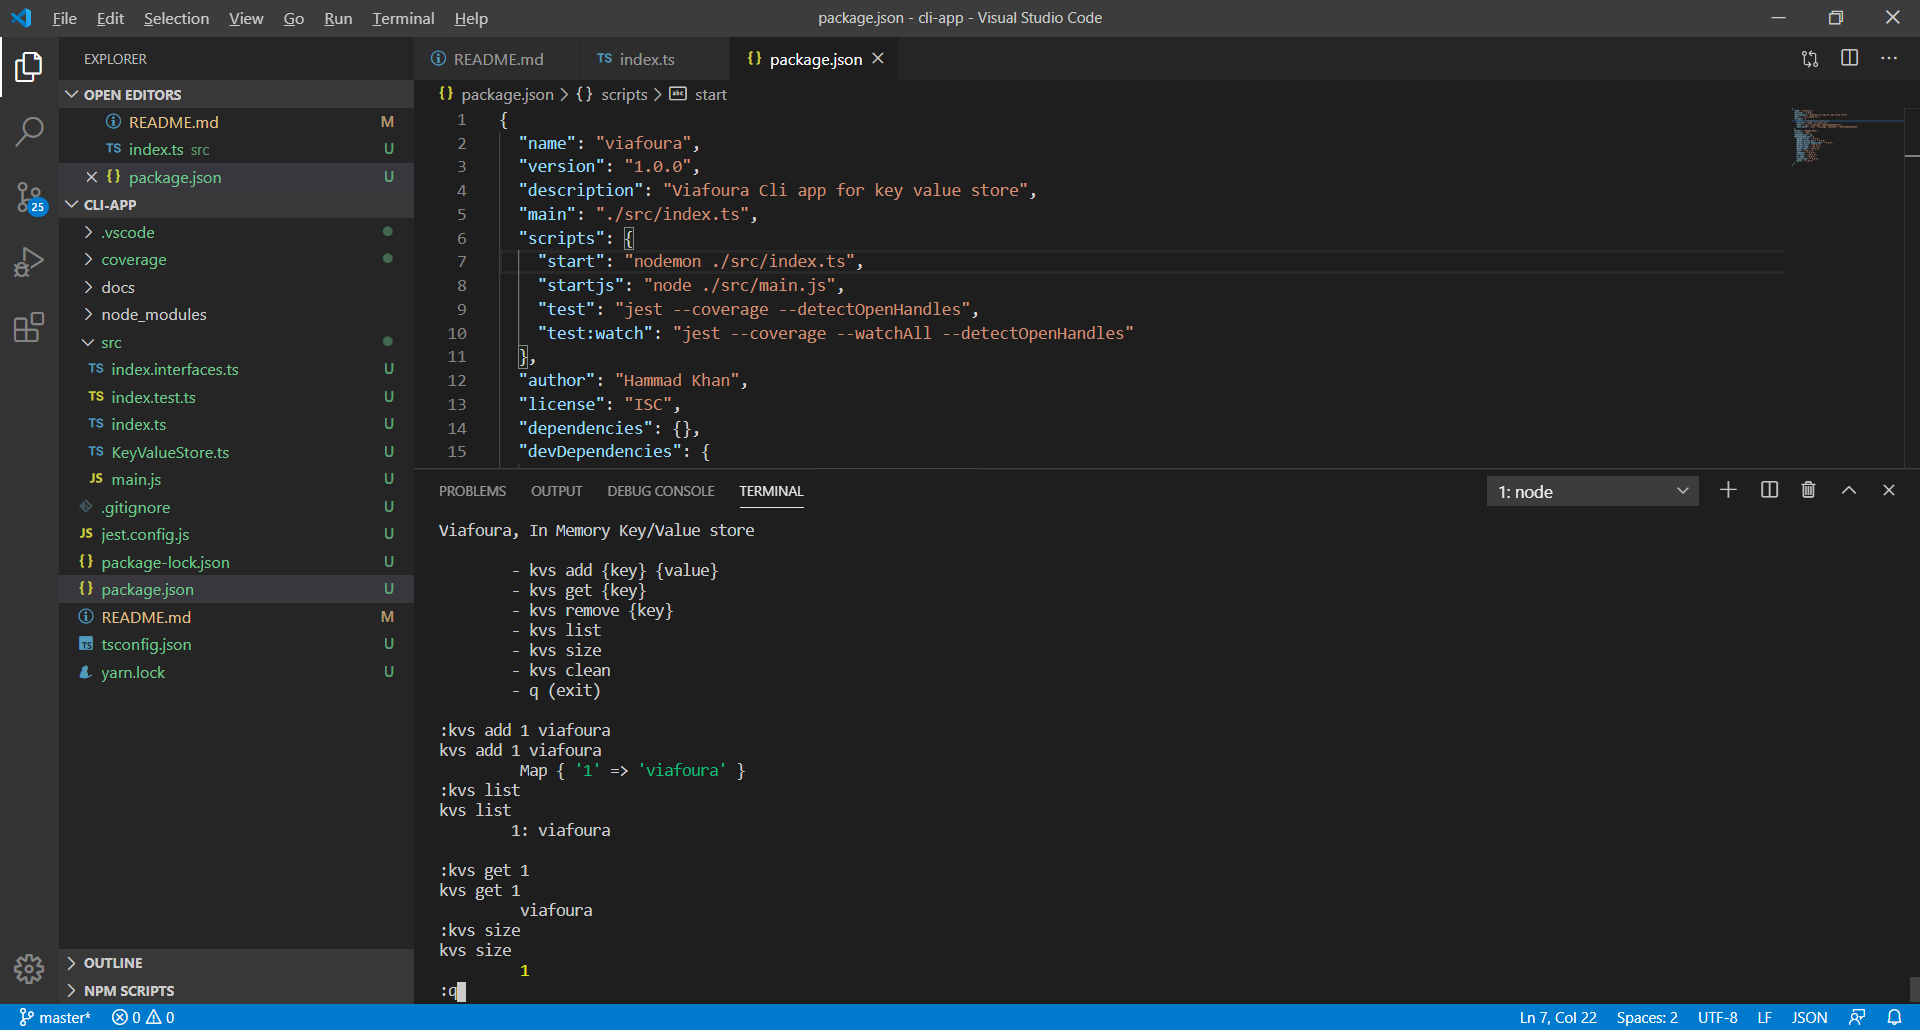 File Edit Selection View Go Run Terminal Help
package.json - cli-app - Visual Studio Code
EXPLORER
OPEN EDITORS
README.md M
TS index.ts src U
{} package.json U
CLI-APP
.vscode
coverage
docs
node_modules
src
TS index.interfaces.ts U
TS index.test.ts U
TS index.ts U
TS KeyValueStore.ts U
JS main.js U
.gitignore U
JS jest.config.js U
{} package-lock.json U
{} package.json U
README.md M
TS tsconfig.json U
yarn.lock U
OUTLINE
NPM SCRIPTS
25
README.md
TS index.ts
{} package.json
{} package.json > {} scripts > abc start
1 {
2 "name": "viafoura",
3 "version": "1.0.0",
4 "description": "Viafoura Cli app for key value store",
5 "main": "./src/index.ts",
6 "scripts": {
7 "start": "nodemon ./src/index.ts",
8 "startjs": "node ./src/main.js",
9 "test": "jest --coverage --detectOpenHandles",
10 "test:watch": "jest --coverage --watchAll --detectOpenHandles"
11 },
12 "author": "Hammad Khan",
13 "license": "ISC",
14 "dependencies": {},
15 "devDependencies": {
PROBLEMS OUTPUT DEBUG CONSOLE TERMINAL
1: node
Viafoura, In Memory Key/Value store
- kvs add {key} {value}
- kvs get {key}
- kvs remove {key}
- kvs list
- kvs size
- kvs clean
- q (exit)
:kvs add 1 viafoura
kvs add 1 viafoura
Map { '1' => 'viafoura' }
:kvs list
kvs list
1: viafoura
:kvs get 1
kvs get 1
viafoura
:kvs size
kvs size
1
:q
master* 0 0
Ln 7, Col 22 Spaces: 2 UTF-8 LF JSON